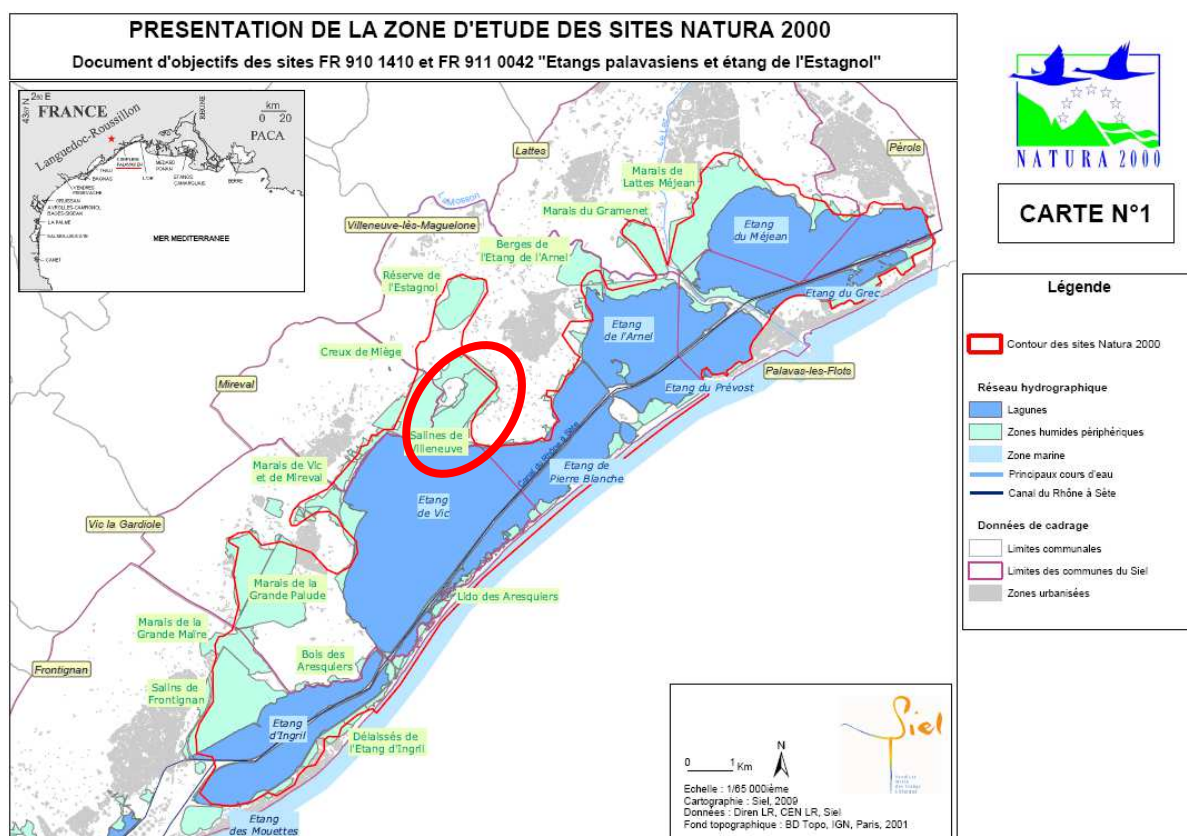 PRESENTATION DE LA ZONE D'ETUDE DES SITES NATURA 2000
Document d'objectifs des sites FR 910 1410 et FR 911 0042 "Etangs palavasiens et étang de l'Estagnol"
FRANCE
km
0 20
PACA
Languedoc-Roussillon
MER MEDITERRANEE
NATURA 2000
CARTE N°1
Lattes
Pérols
Le Lez
Marais de
Lattes Méjean
Mosson
Marais du Gramenet
Villeneuve-lés-Maguelone
Etang
du Méjean
Berges de
l'Etang de l'Arnel
Réserve de
l'Estagnol
Etang du Grec
Etang
de l'Arnel
Creux de Miège
Mireval
Palavas-les-Flots
Etang du Prévost
Salines de
Villeneuve
Canal du Rhône à Sète
Marais de Vic
et de Mireval
Etang de
Pierre Blanche
Etang
de Vic
Vic la Gardiole
Marais de la
Grande Palude
Lido des Aresquiers
Marais de la
Grande Maïre
Bois des
Aresquiers
Frontignan
Salins de
Frontignan
Etang
d'Ingril
Délaissés de
l'Etang d'Ingril
Etang
des Mouettes
Légende
Contour des sites Natura 2000
Réseau hydrographique
Lagunes
Zones humides périphériques
Zone marine
Principaux cours d'eau
Canal du Rhône à Sète
Données de cadrage
Limites communales
Limites des communes du Siel
Zones urbanisées
Siel
N
0 1 Km
Echelle : 1/65 000ième
Cartographie : Siel, 2009
Données : Diren LR, CEN LR, Siel
Fond topographique : BD Topo, IGN, Paris, 2001